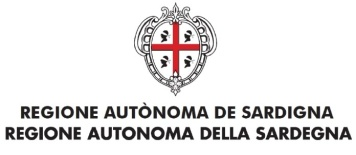 REGIONE AUTÒNOMA DE SARDIGNA
REGIONE AUTONOMA DELLA SARDEGNA